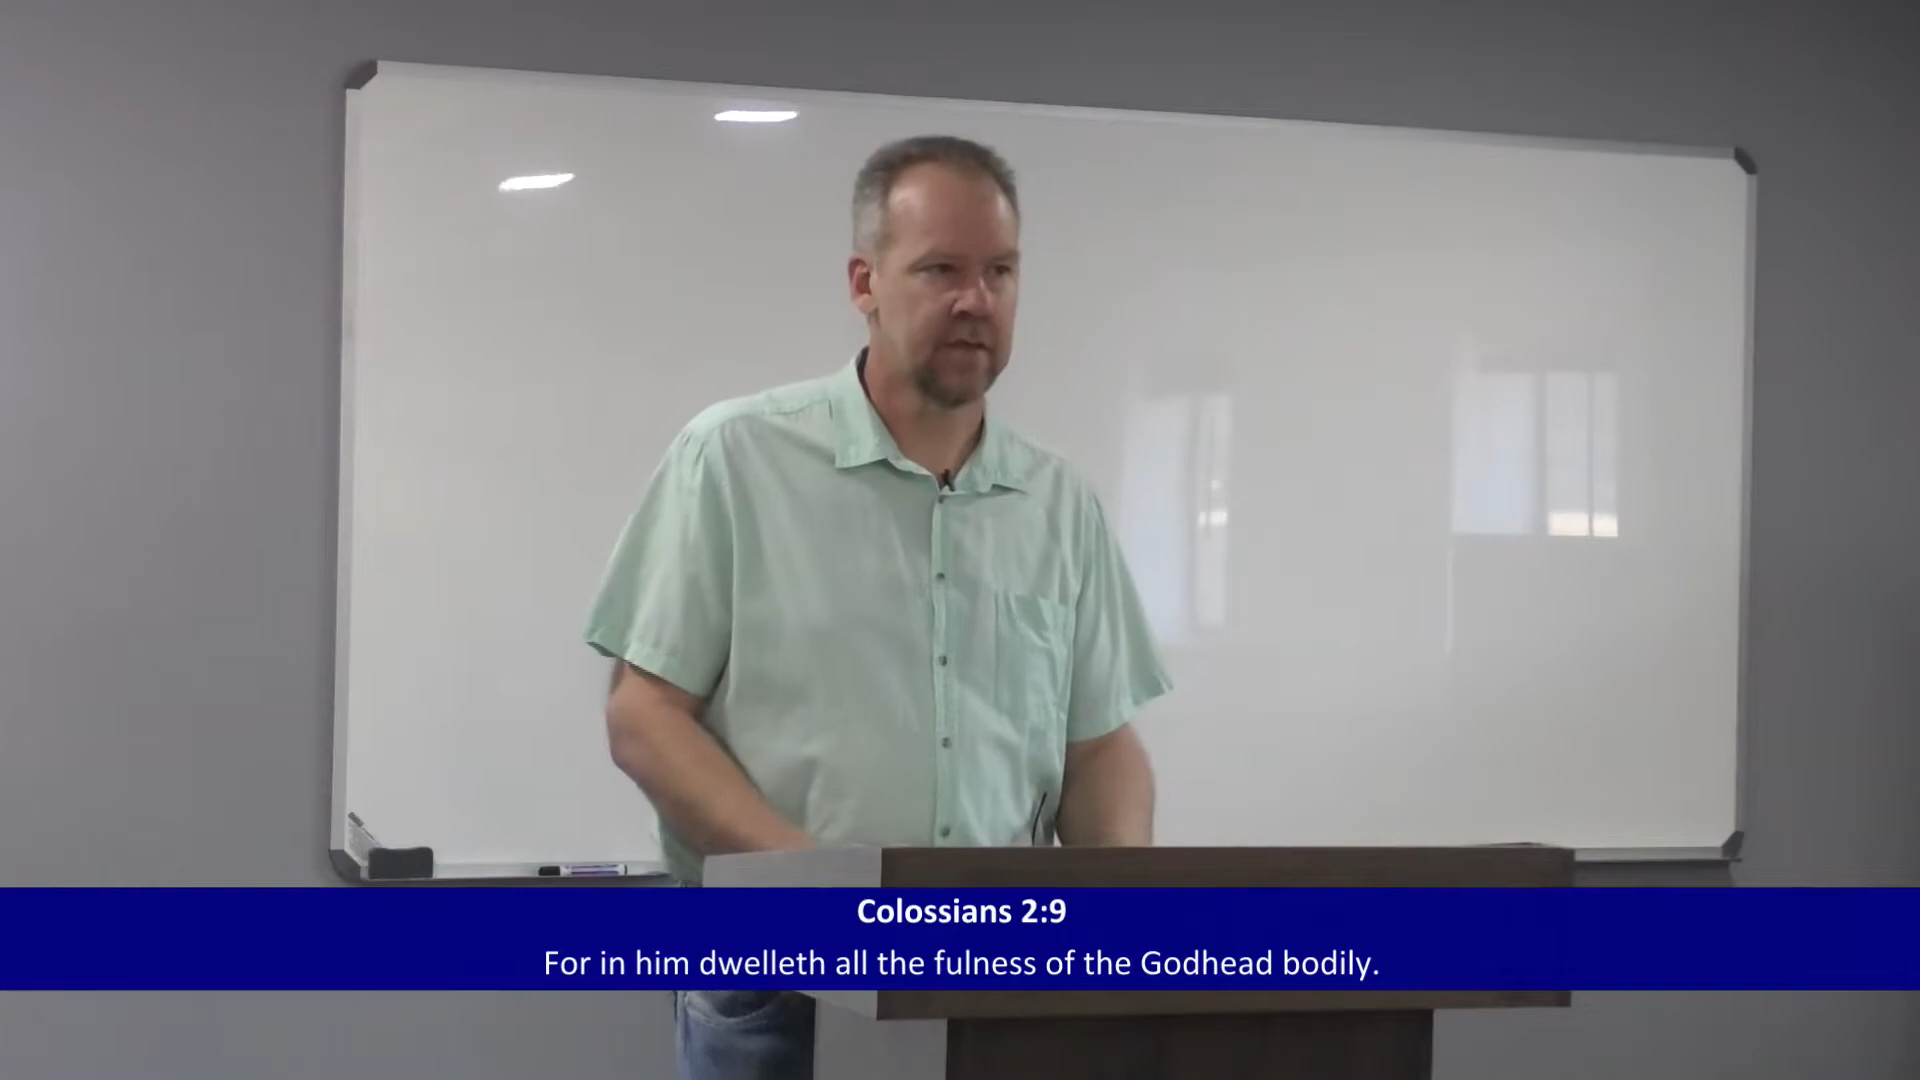 Colossians 2:9
For in him dwelleth all the fulness of the Godhead bodily.